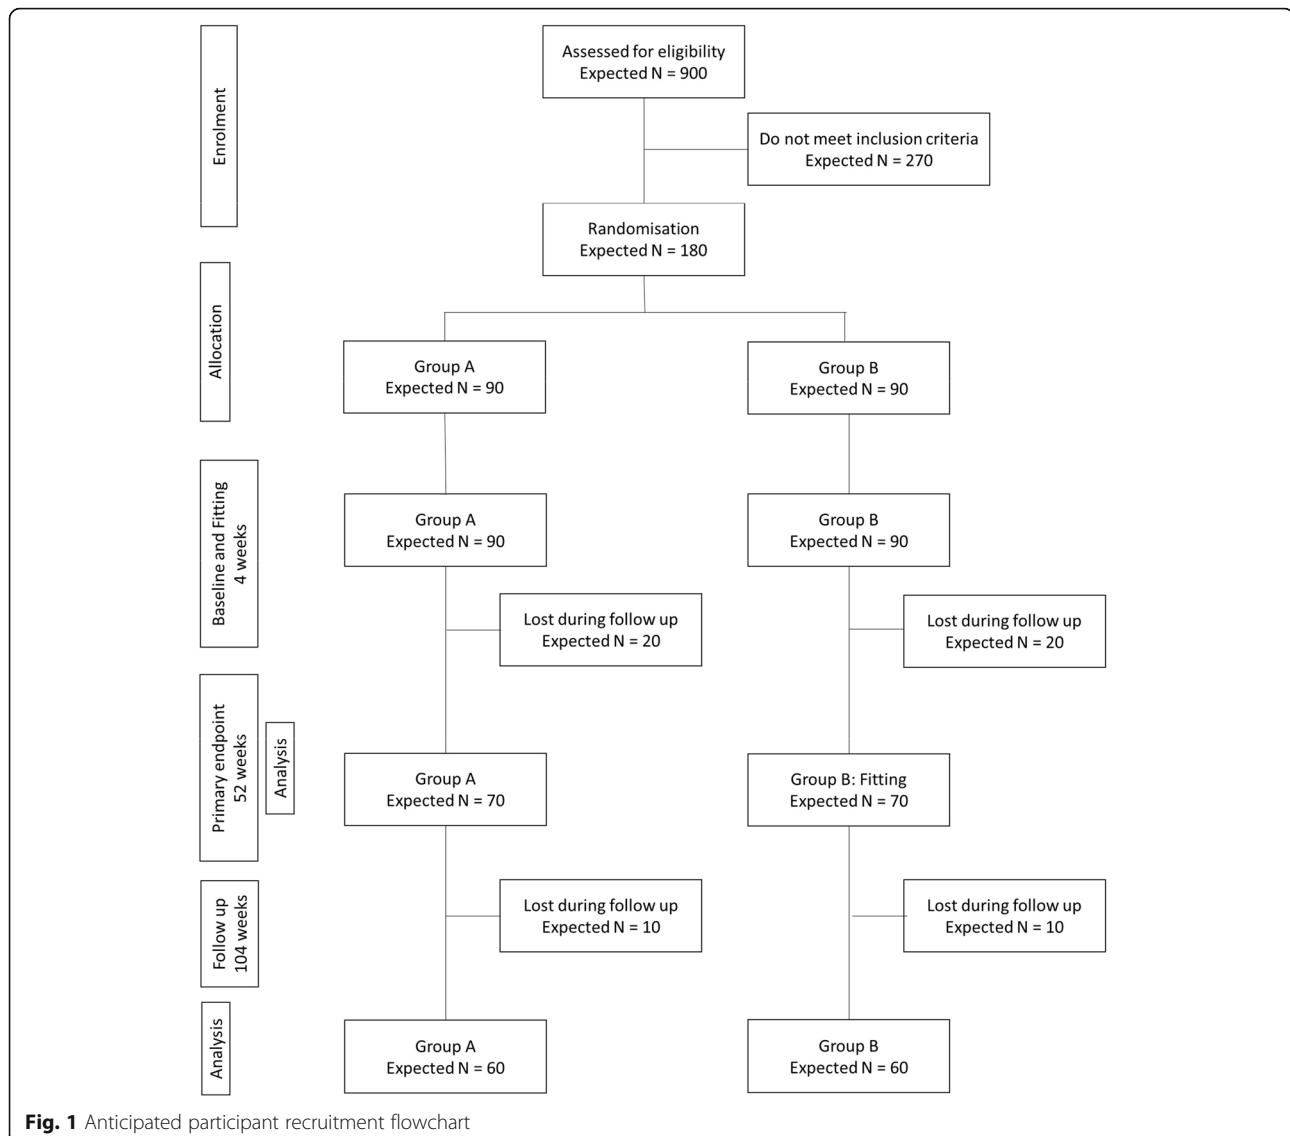 Enrolment
Assessed for eligibility
Expected N = 900
Do not meet inclusion criteria
Expected N = 270
Randomisation
Expected N = 180
Allocation
Group A
Expected N = 90
Group B
Expected N = 90
Baseline and Fitting
4 weeks
Group A
Expected N = 90
Group B
Expected N = 90
Lost during follow up
Expected N = 20
Lost during follow up
Expected N = 20
Primary endpoint
52 weeks
Analysis
Group A
Expected N = 70
Group B: Fitting
Expected N = 70
Follow up
104 weeks
Lost during follow up
Expected N = 10
Lost during follow up
Expected N = 10
Analysis
Group A
Expected N = 60
Group B
Expected N = 60
Fig. 1 Anticipated participant recruitment flowchart